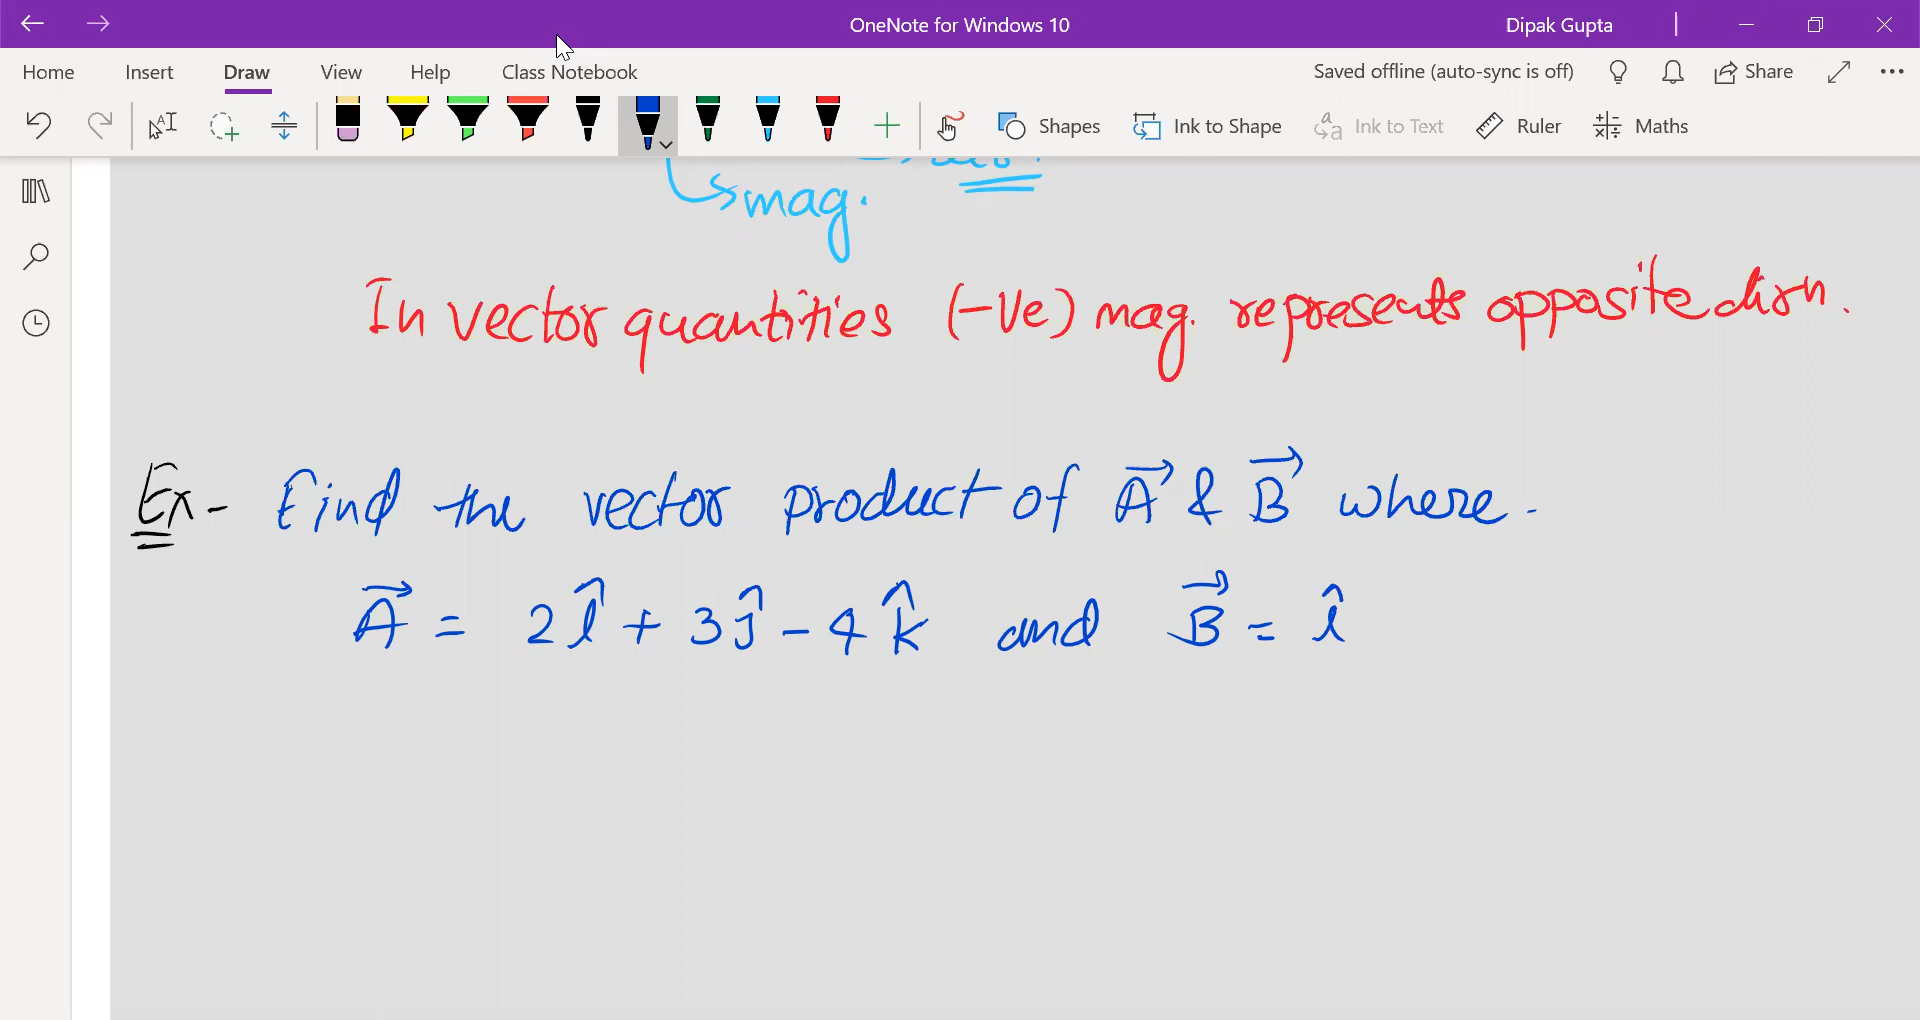 OneNote for Windows 10
Dipak Gupta
Home Insert Draw View Help Class Notebook Saved offline (auto-sync is off) Share
Shapes Ink to Shape Ink to Text Ruler Maths
mag.
In vector quantities (-ve) mag. represents opposite dirn.
Ex- Find the vector product of A⃗ & B⃗ where.
A⃗ = 2î + 3ĵ - 4k̂ and B⃗ = î